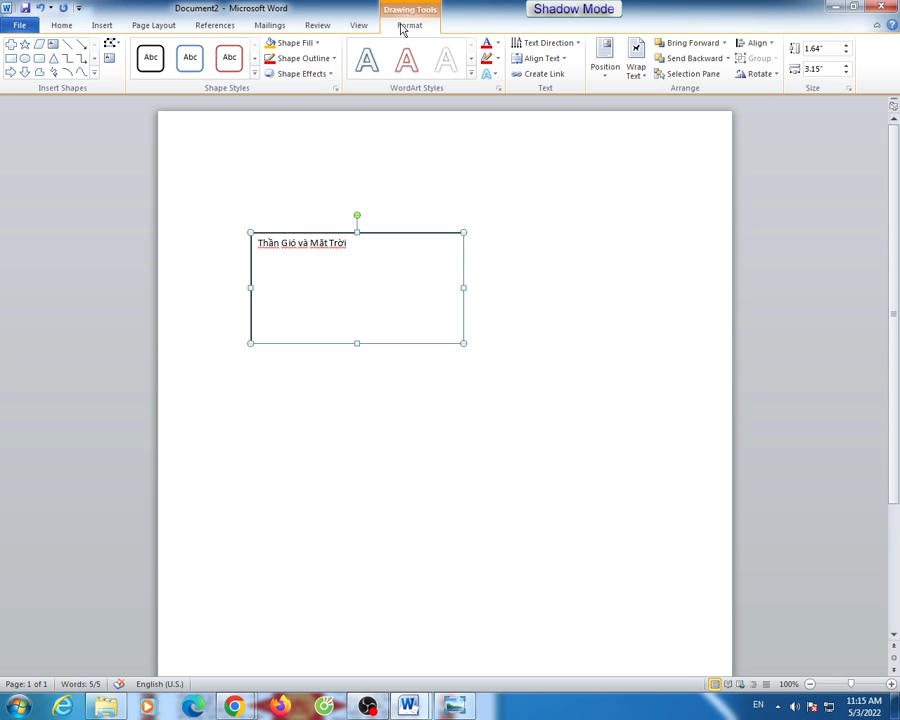 Document2 - Microsoft Word
Drawing Tools
Shadow Mode
File Home Insert Page Layout References Mailings Review View Format
Abc Abc Abc
Shape Fill
Shape Outline
Shape Effects
A A A
Text Direction
Align Text
Create Link
Position
Wrap Text
Bring Forward
Send Backward
Selection Pane
Align
Group
Rotate
1.64"
3.15"
Insert Shapes Shape Styles WordArt Styles Text Arrange Size
Thần Gió và Mặt Trời
Page: 1 of 1 Words: 5/5 English (U.S.) 100%
EN 11:15 AM
5/3/2022